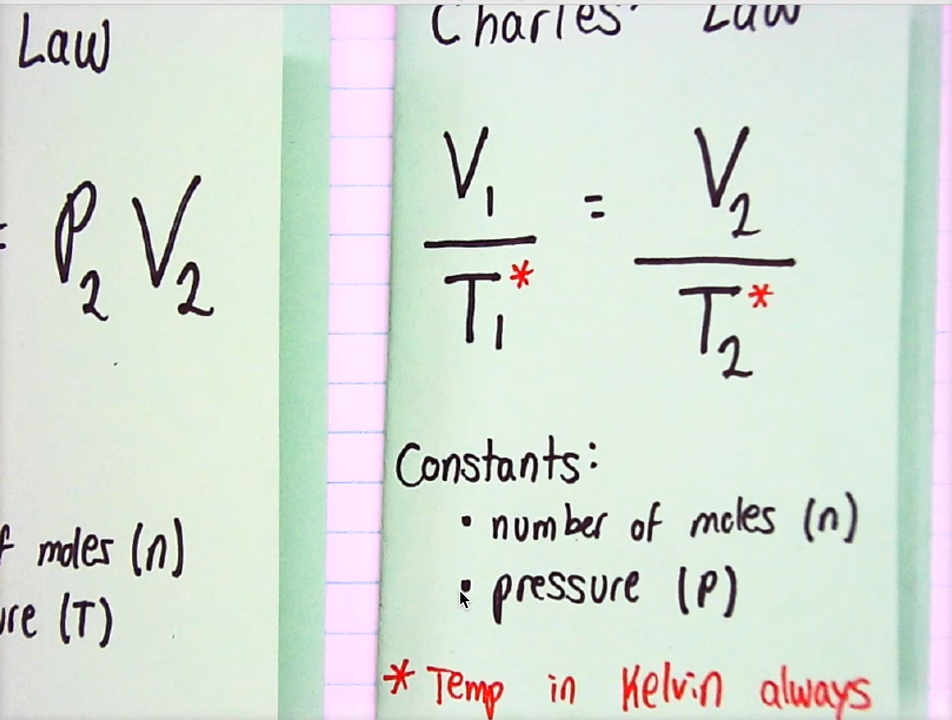 Law
= P₂ V₂
f moles (n)
ure (T)
Charles' Law
V₁ = V₂
T₁* T₂*
Constants:
• number of moles (n)
• pressure (P)
* Temp in Kelvin always